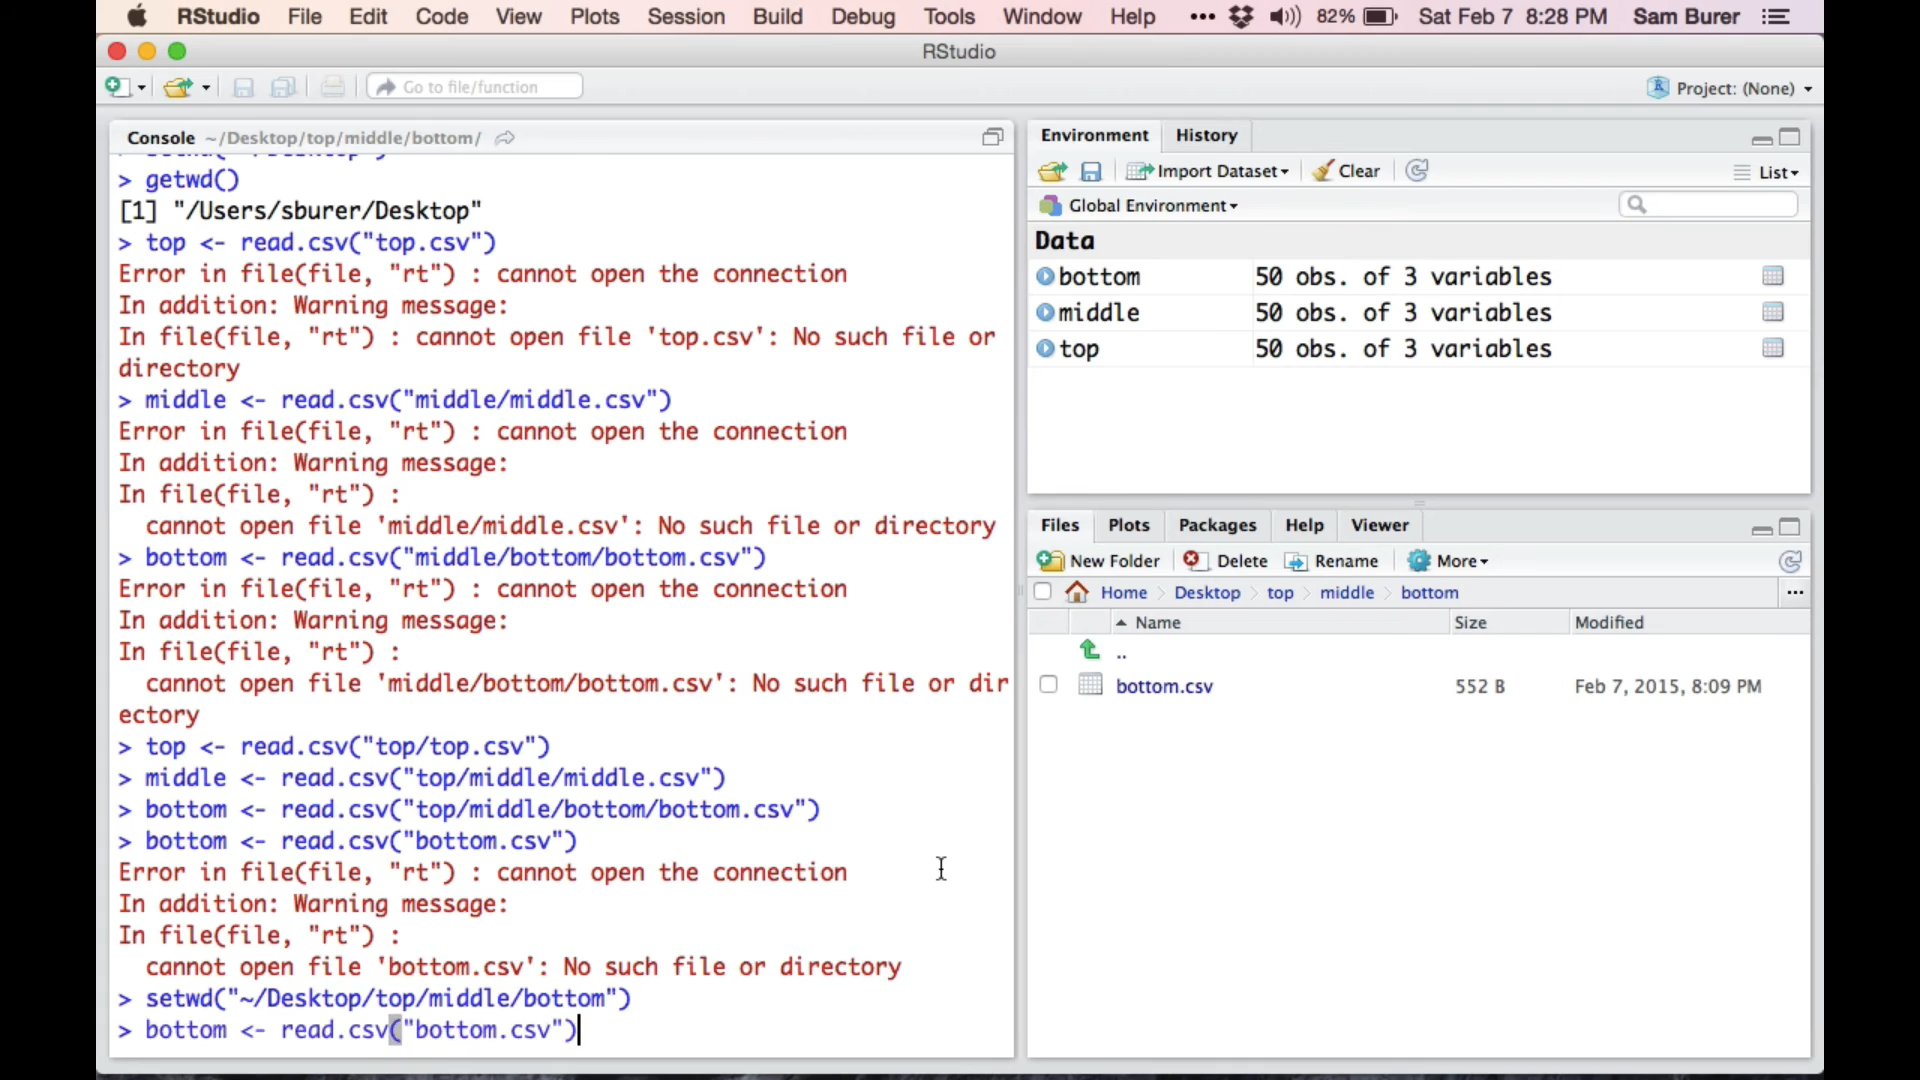 RStudio File Edit Code View Plots Session Build Debug Tools Window Help ••• 82% Sat Feb 7 8:28 PM Sam Burer
RStudio
Go to file/function
Project: (None)
Console ~/Desktop/top/middle/bottom/
> getwd()
[1] "/Users/sburer/Desktop"
> top <- read.csv("top.csv")
Error in file(file, "rt") : cannot open the connection
In addition: Warning message:
In file(file, "rt") : cannot open file 'top.csv': No such file or
directory
> middle <- read.csv("middle/middle.csv")
Error in file(file, "rt") : cannot open the connection
In addition: Warning message:
In file(file, "rt") :
  cannot open file 'middle/middle.csv': No such file or directory
> bottom <- read.csv("middle/bottom/bottom.csv")
Error in file(file, "rt") : cannot open the connection
In addition: Warning message:
In file(file, "rt") :
  cannot open file 'middle/bottom/bottom.csv': No such file or dir
ectory
> top <- read.csv("top/top.csv")
> middle <- read.csv("top/middle/middle.csv")
> bottom <- read.csv("top/middle/bottom/bottom.csv")
> bottom <- read.csv("bottom.csv")
Error in file(file, "rt") : cannot open the connection
In addition: Warning message:
In file(file, "rt") :
  cannot open file 'bottom.csv': No such file or directory
> setwd("~/Desktop/top/middle/bottom")
> bottom <- read.csv("bottom.csv")
Environment History
Import Dataset Clear List
Global Environment
Data
bottom 50 obs. of 3 variables
middle 50 obs. of 3 variables
top 50 obs. of 3 variables
Files Plots Packages Help Viewer
New Folder Delete Rename More
Home Desktop top middle bottom ...
Name Size Modified
..
bottom.csv 552 B Feb 7, 2015, 8:09 PM